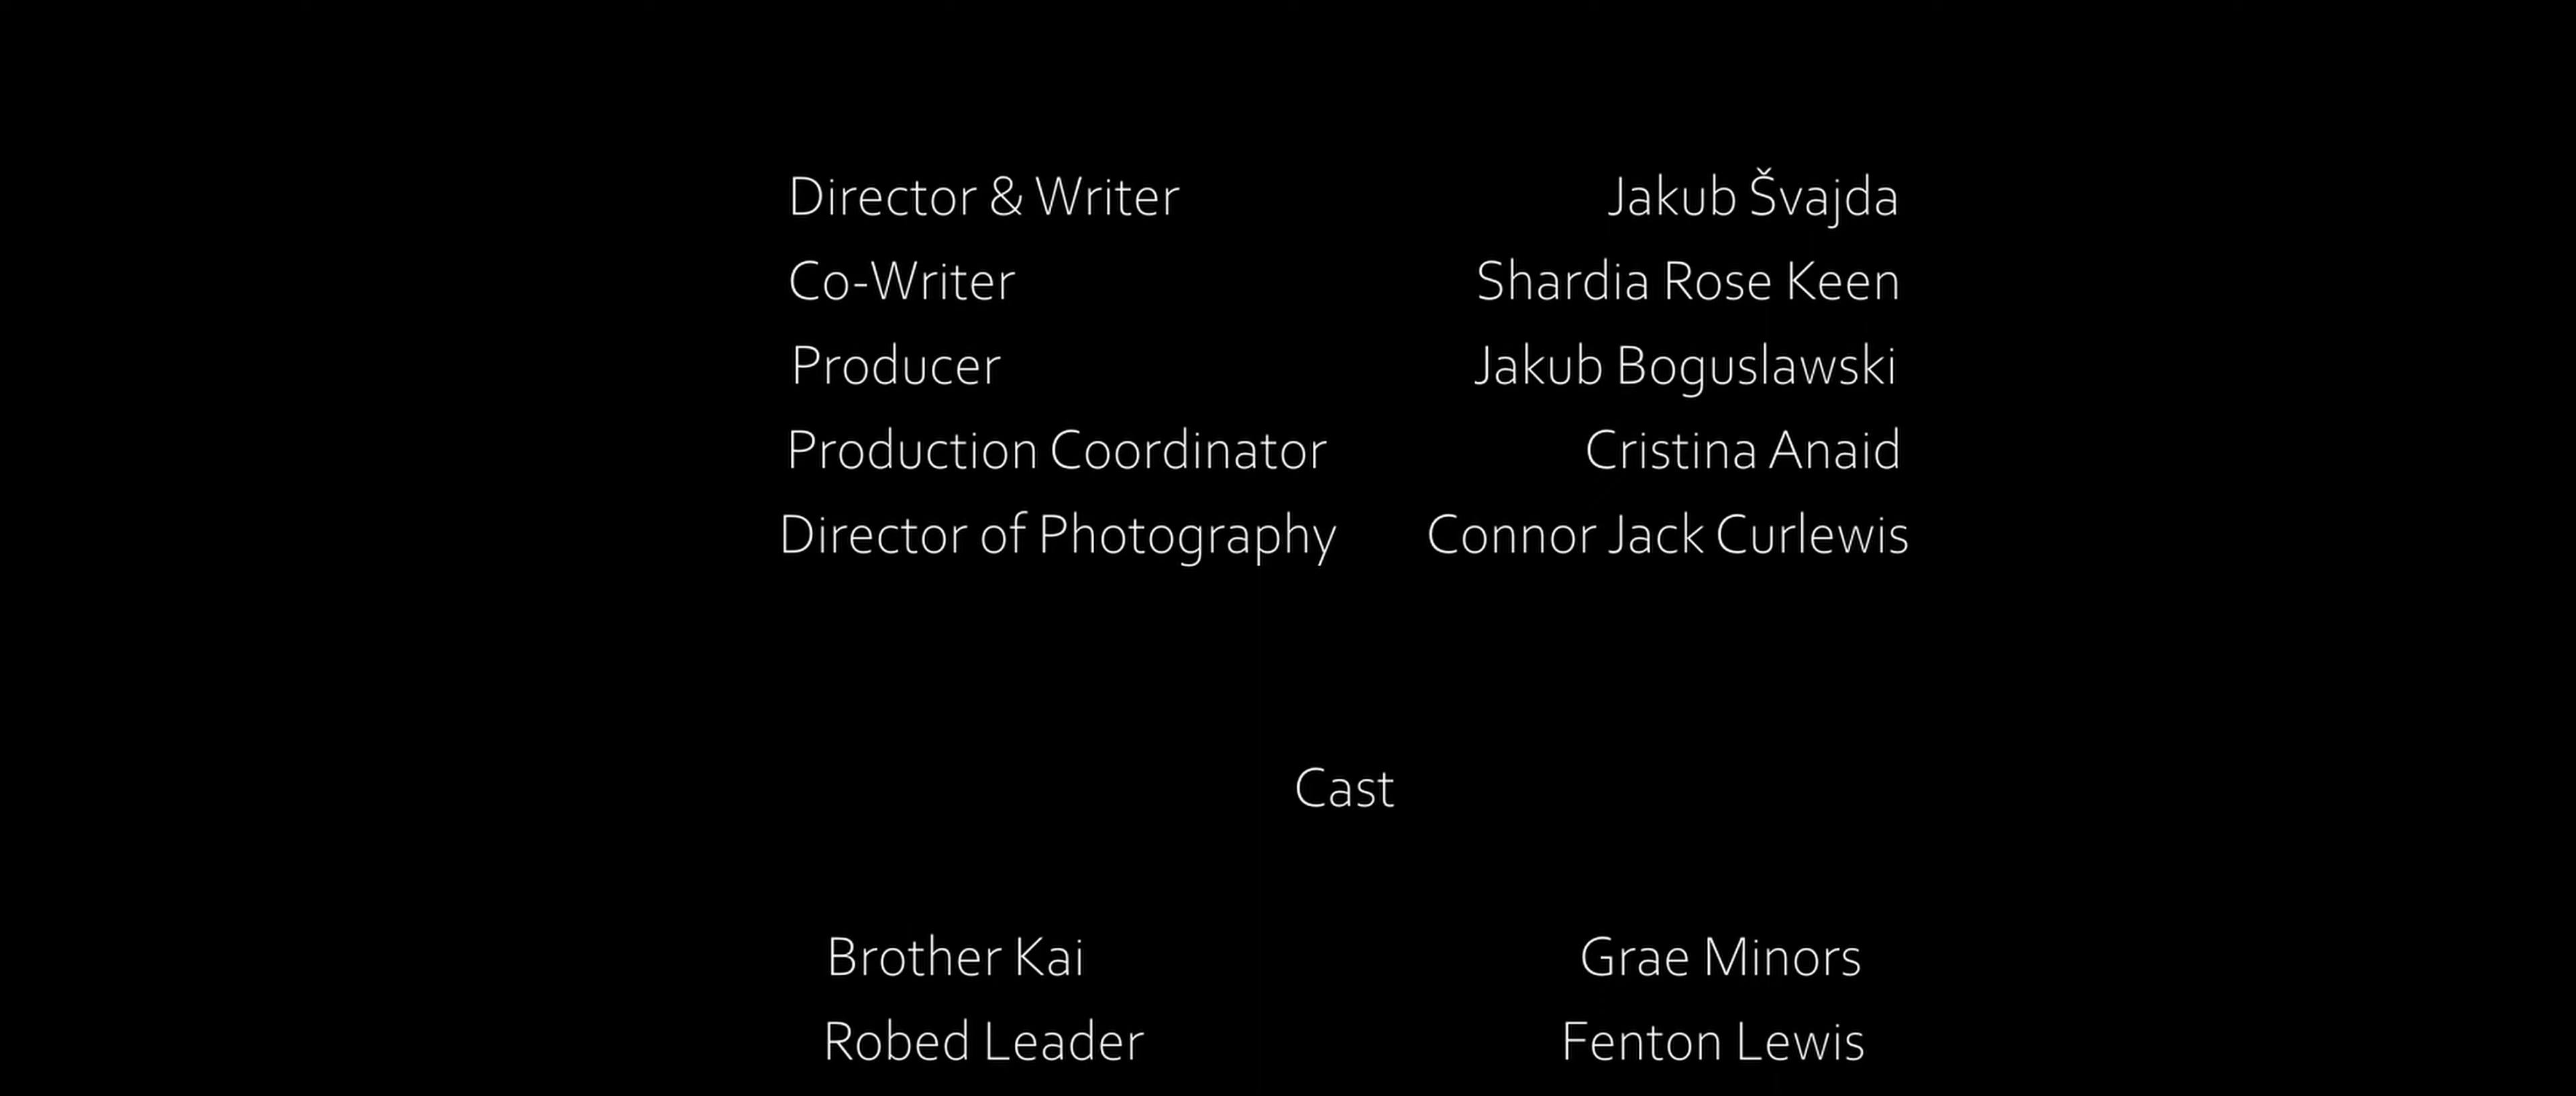 Director & Writer Jakub Švajda
Co-Writer Shardia Rose Keen
Producer Jakub Boguslawski
Production Coordinator Cristina Anaid
Director of Photography Connor Jack Curlewis
Cast
Brother Kai Grae Minors
Robed Leader Fenton Lewis